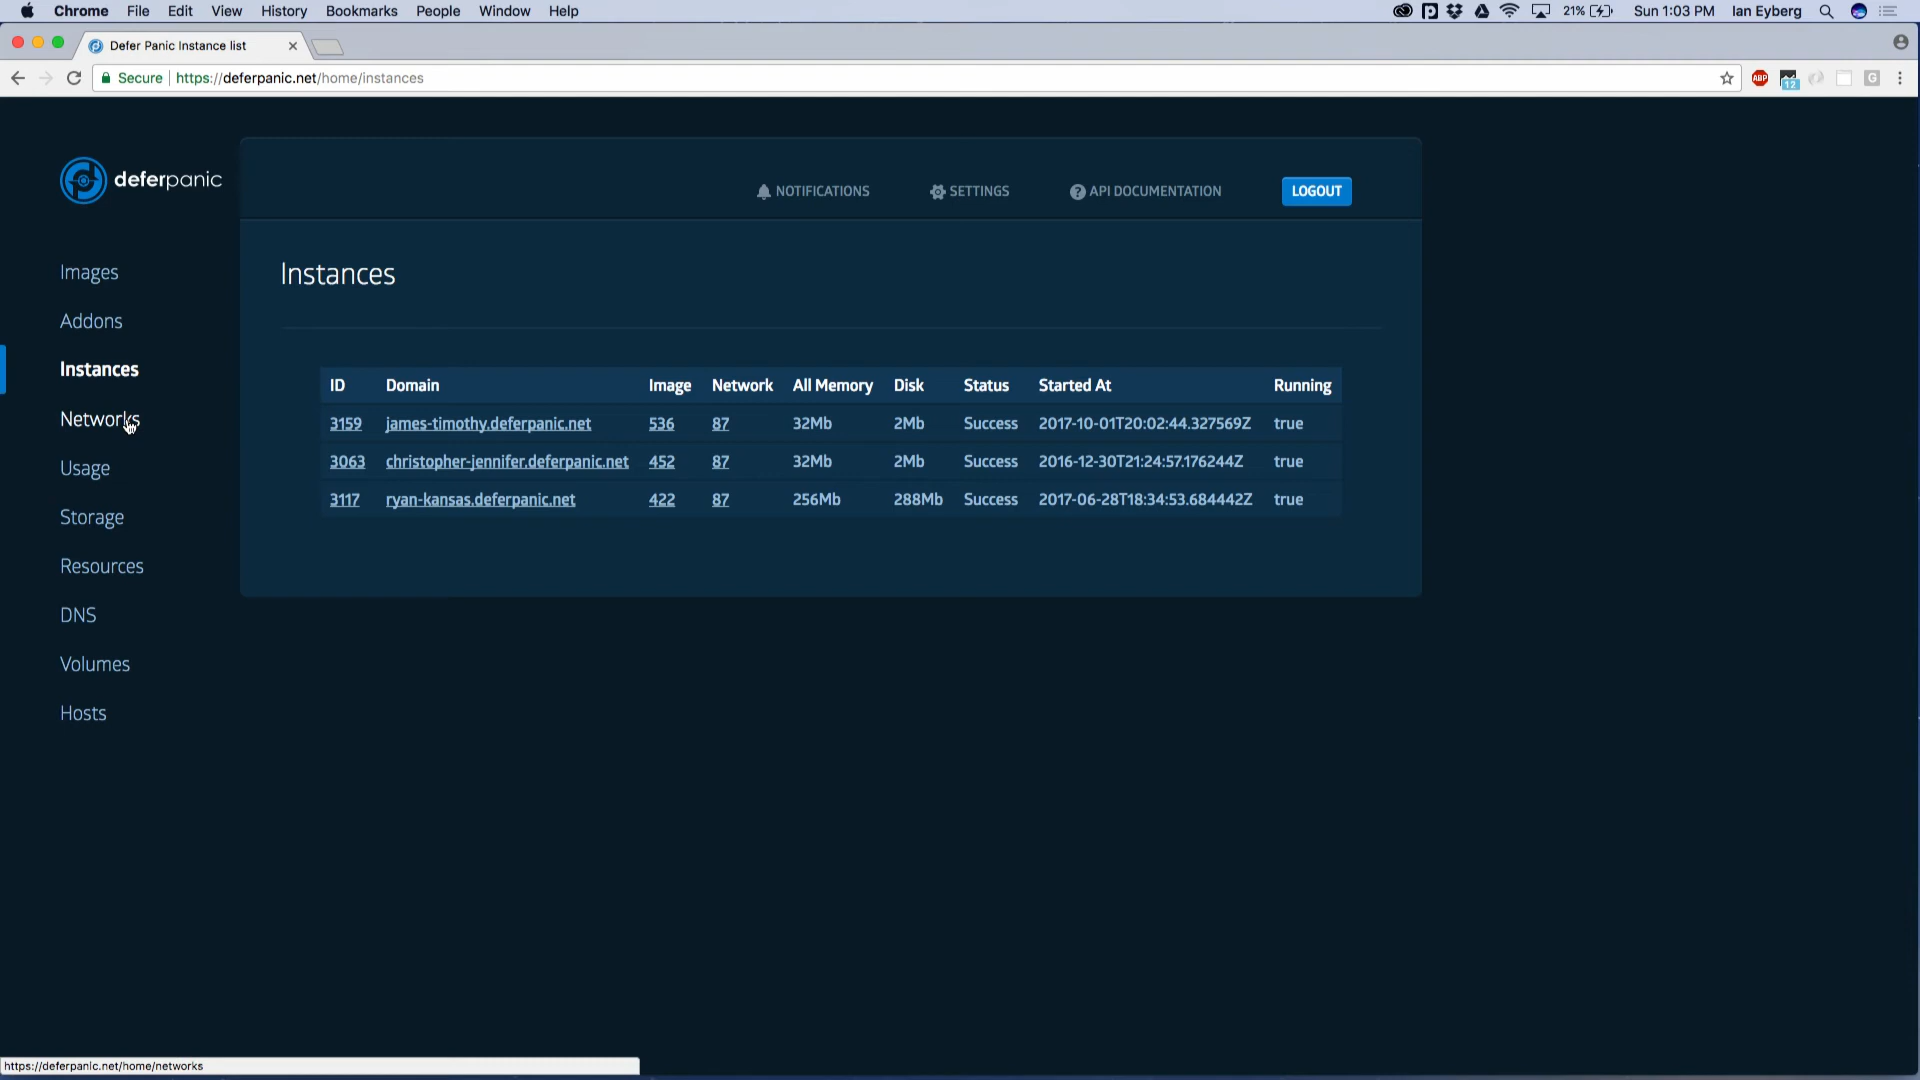 Chrome File Edit View History Bookmarks People Window Help 21% Sun 1:03 PM Ian Eyberg
Defer Panic Instance list
Secure https://deferpanic.net/home/instances ABP 12 G
deferpanic
NOTIFICATIONS SETTINGS ? API DOCUMENTATION LOGOUT
Images
Addons
Instances
Networks
Usage
Storage
Resources
DNS
Volumes
Hosts
Instances
ID Domain Image Network All Memory Disk Status Started At Running
3159 james-timothy.deferpanic.net 536 87 32Mb 2Mb Success 2017-10-01T20:02:44.327569Z true
3063 christopher-jennifer.deferpanic.net 452 87 32Mb 2Mb Success 2016-12-30T21:24:57.176244Z true
3117 ryan-kansas.deferpanic.net 422 87 256Mb 288Mb Success 2017-06-28T18:34:53.684442Z true
https://deferpanic.net/home/networks